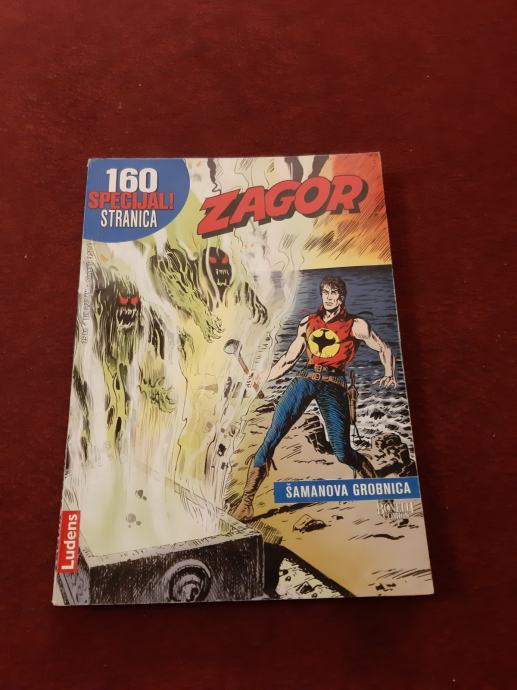 160
SPECIJAL!
STRANICA
ZAGOR
ŠAMANOVA GROBNICA
Ludens